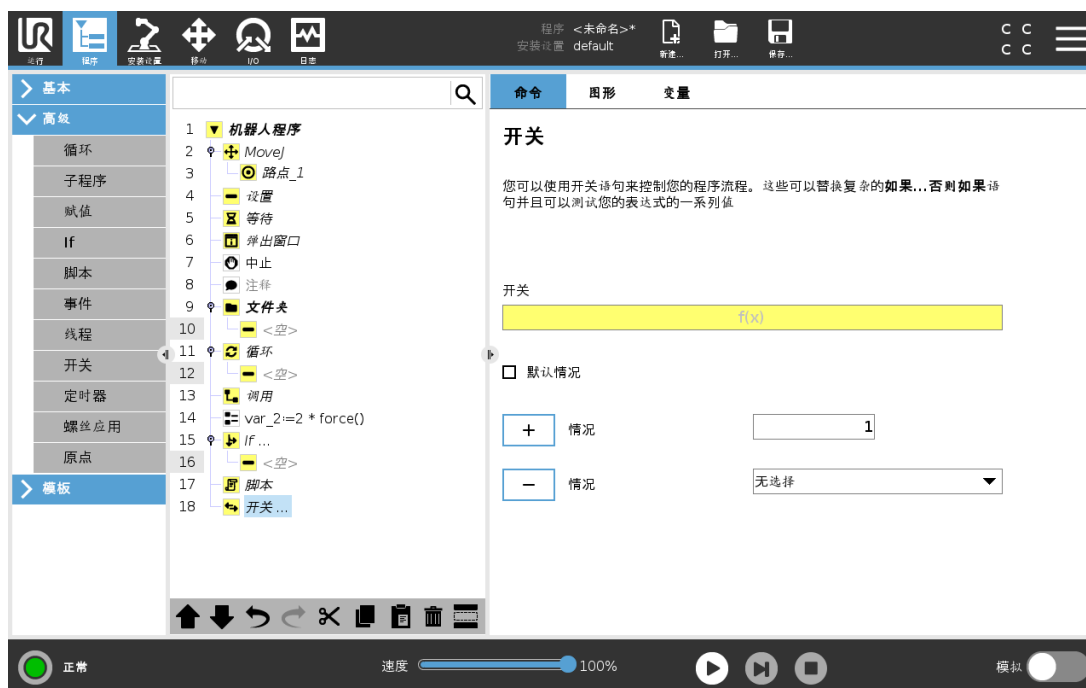 程序 <未命名>*
安装设置 default
UR
运行
程序
安装设置
移动
I/O
日志
新建...
打开...
保存...
C C
C C
基本
高级
循环
子程序
赋值
If
脚本
事件
线程
开关
定时器
螺丝应用
原点
模板
1 机器人程序
2 MoveJ
3 路点_1
4 设置
5 等待
6 弹出窗口
7 中止
8 注释
9 文件夹
10 <空>
11 循环
12 <空>
13 调用
14 var_2:=2 * force()
15 If ...
16 <空>
17 脚本
18 开关 ...
命令 图形 变量
开关
您可以使用开关语句来控制您的程序流程。这些可以替换复杂的如果...否则如果语
句并且可以测试您的表达式的一系列值
开关
f(x)
默认情况
+ 情况 1
− 情况 无选择
正常
速度 100%
模拟